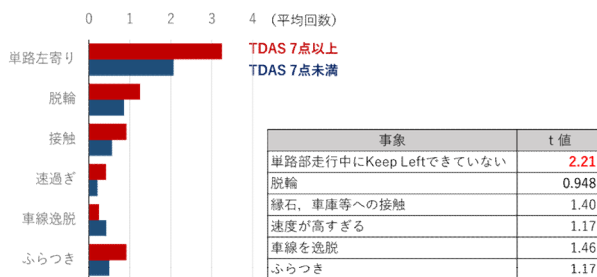 0 1 2 3 4 （平均回数）
単路左寄り
TDAS 7点以上
TDAS 7点未満
脱輪
接触
速過ぎ
車線逸脱
ふらつき
事象 t 値
単路部走行中にKeep Leftできていない 2.21
脱輪 0.948
縁石，車庫等への接触 1.40
速度が高すぎる 1.17
車線を逸脱 1.46
ふらつき 1.17